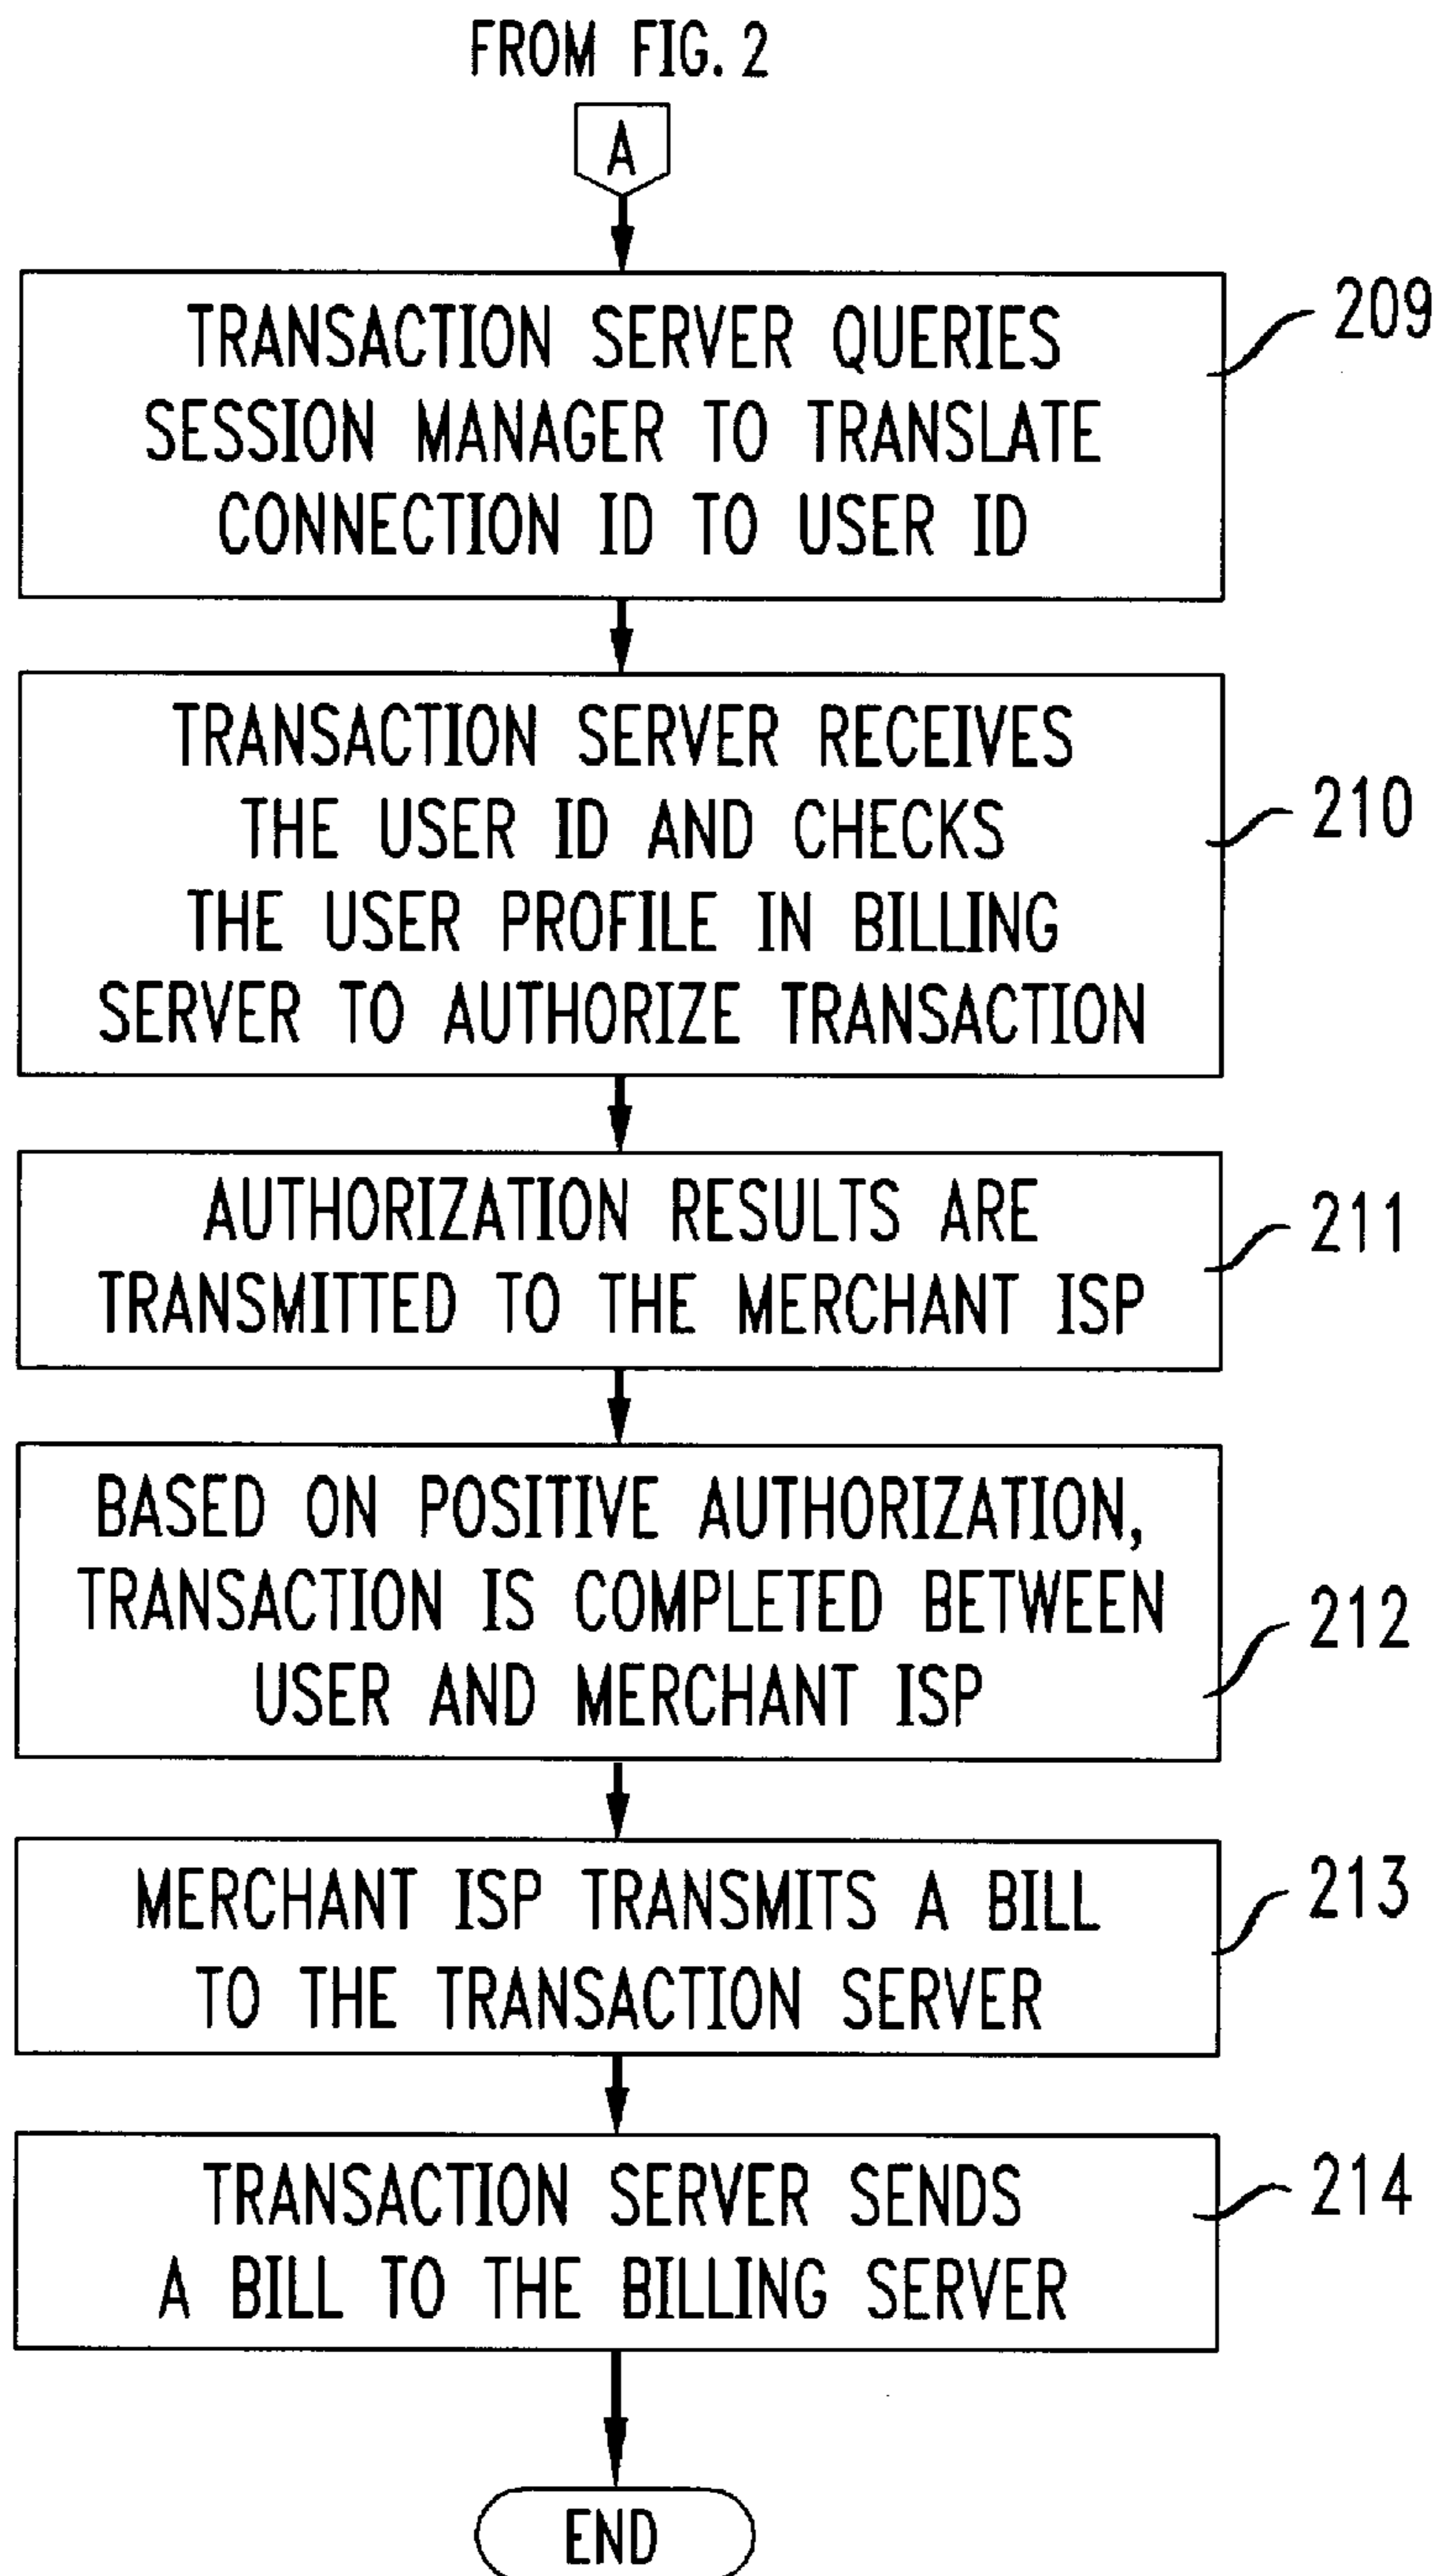 FROM FIG. 2
A
TRANSACTION SERVER QUERIES
SESSION MANAGER TO TRANSLATE
CONNECTION ID TO USER ID
209
TRANSACTION SERVER RECEIVES
THE USER ID AND CHECKS
THE USER PROFILE IN BILLING
SERVER TO AUTHORIZE TRANSACTION
210
AUTHORIZATION RESULTS ARE
TRANSMITTED TO THE MERCHANT ISP
211
BASED ON POSITIVE AUTHORIZATION,
TRANSACTION IS COMPLETED BETWEEN
USER AND MERCHANT ISP
212
MERCHANT ISP TRANSMITS A BILL
TO THE TRANSACTION SERVER
213
TRANSACTION SERVER SENDS
A BILL TO THE BILLING SERVER
214
END